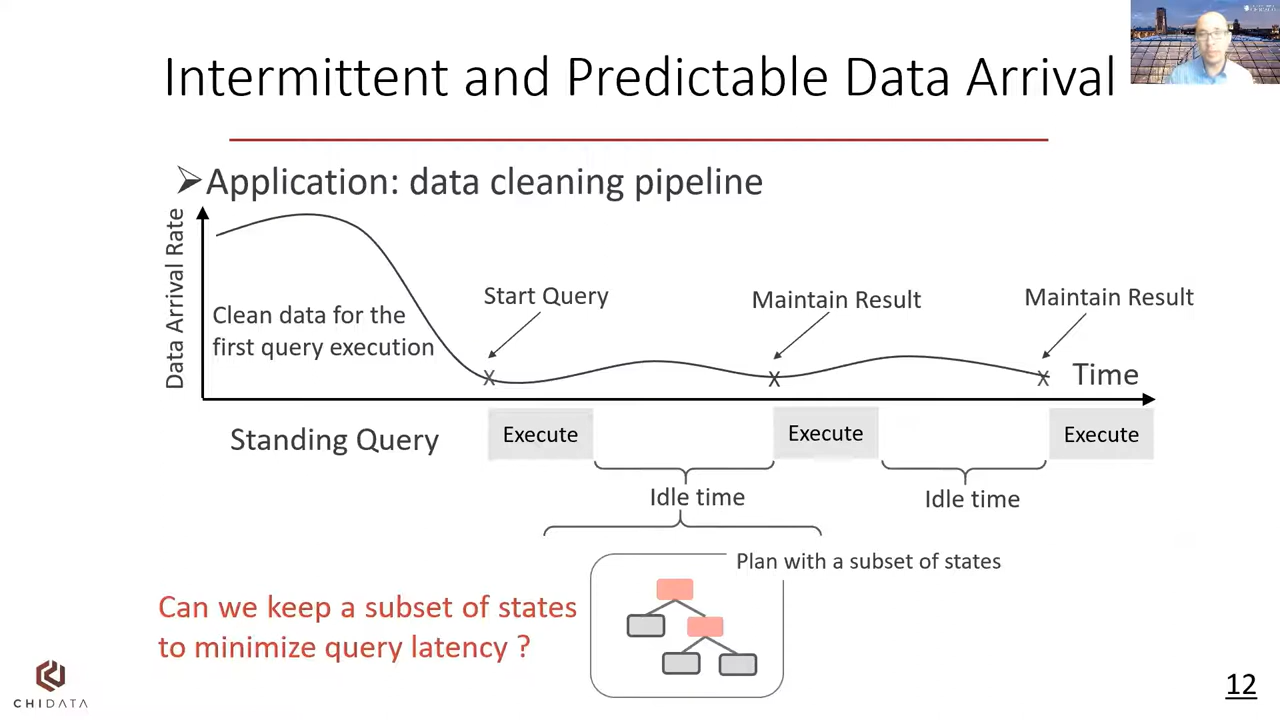 Intermittent and Predictable Data Arrival
➢Application: data cleaning pipeline
Data Arrival Rate
Clean data for the
first query execution
Start Query
Maintain Result
Maintain Result
Time
Standing Query
Execute
Execute
Execute
Idle time
Idle time
Plan with a subset of states
Can we keep a subset of states
to minimize query latency ?
CHIDATA
12